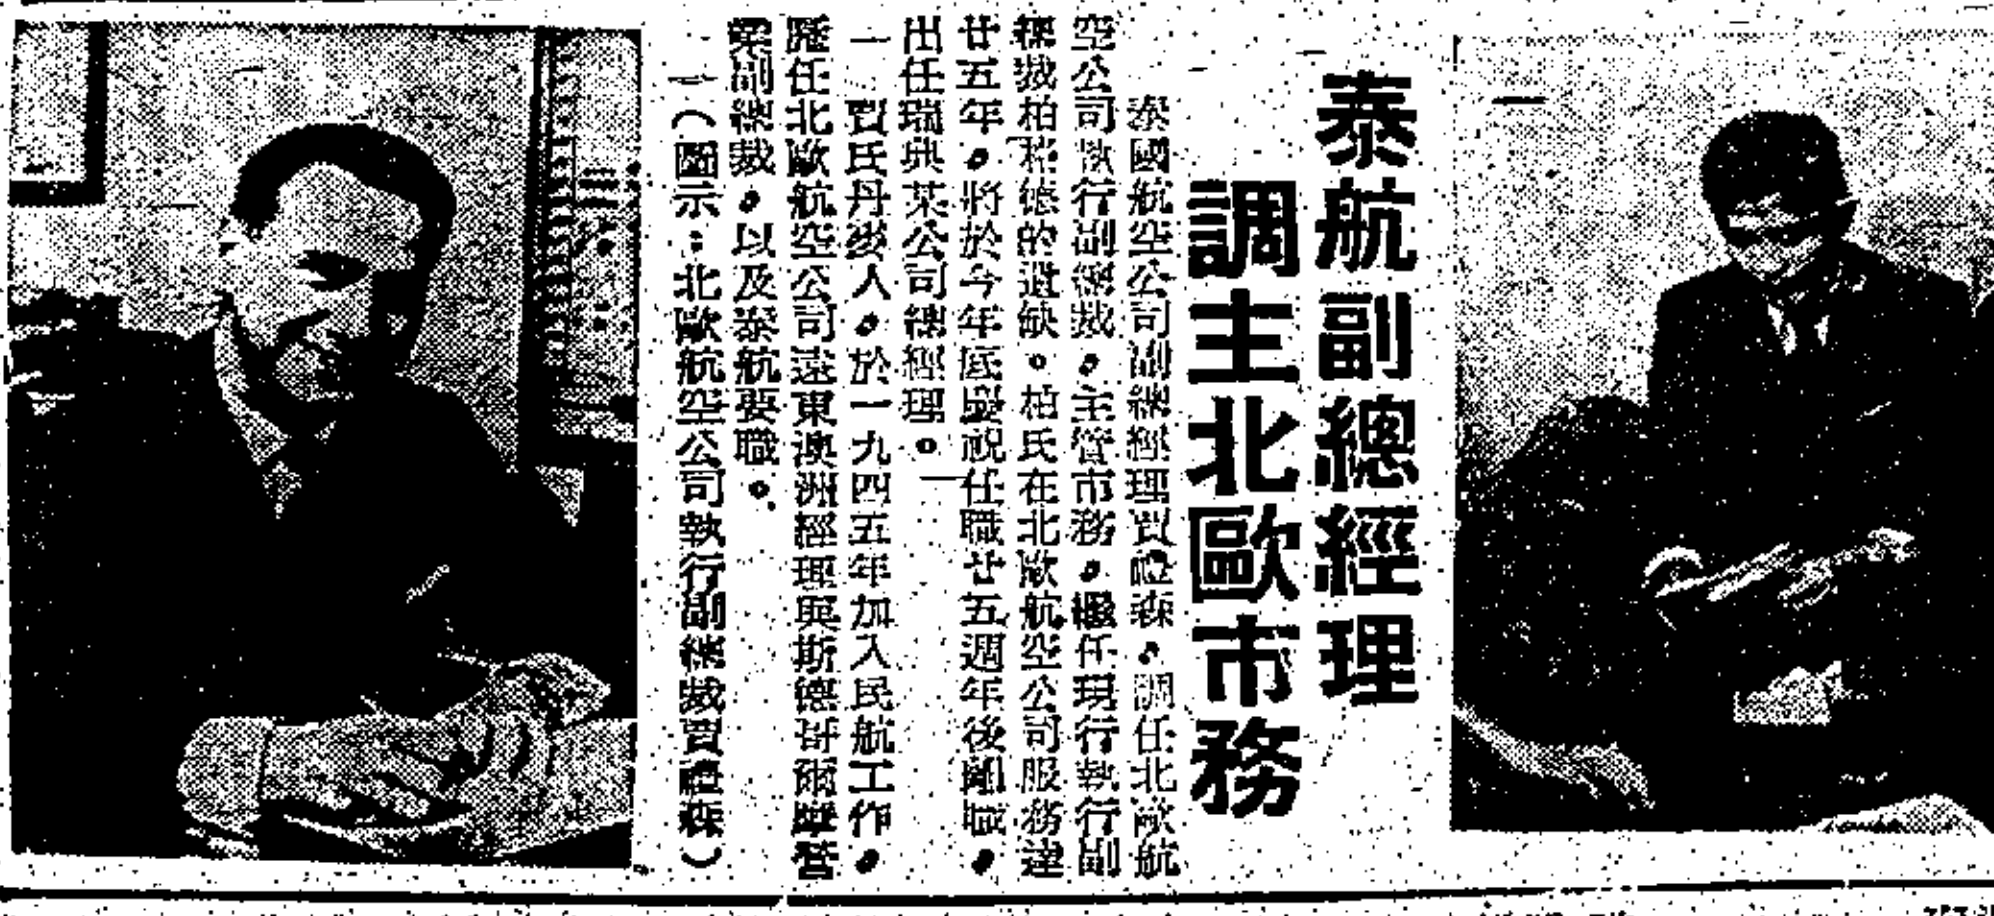 泰航副總經理
調主北歐市務
泰國航空公司副總經理賈禮森，調任北歐航
空公司執行副總裁，主管市務，繼任現行執行副
總裁柏格德的遺缺。柏氏在北歐航空公司服務達
廿五年，將於今年底慶祝任職廿五週年後離職，
出任瑞典某公司總經理。
賈氏丹麥人，於一九四五年加入民航工作，
歷任北歐航空公司遠東澳洲經理與斯德哥爾摩營
業副總裁，以及泰航要職。
（圖示：北歐航空公司執行副總裁賈禮森）